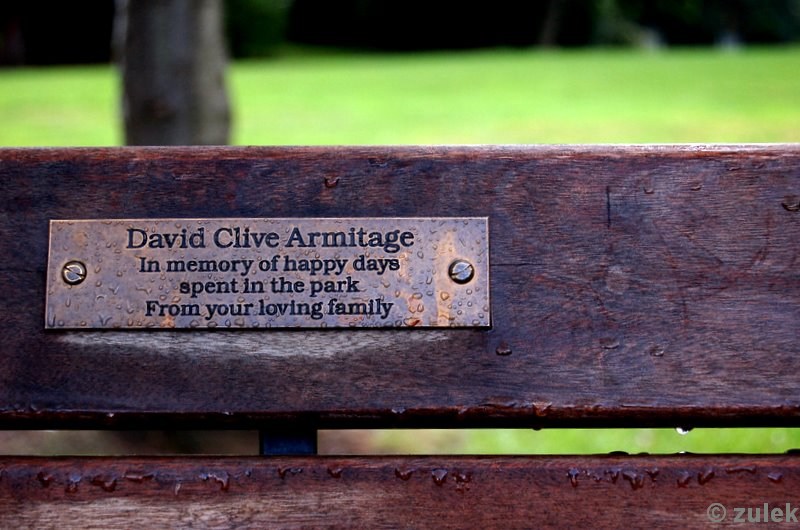 David Clive Armitage
In memory of happy days
spent in the park
From your loving family
© zulek